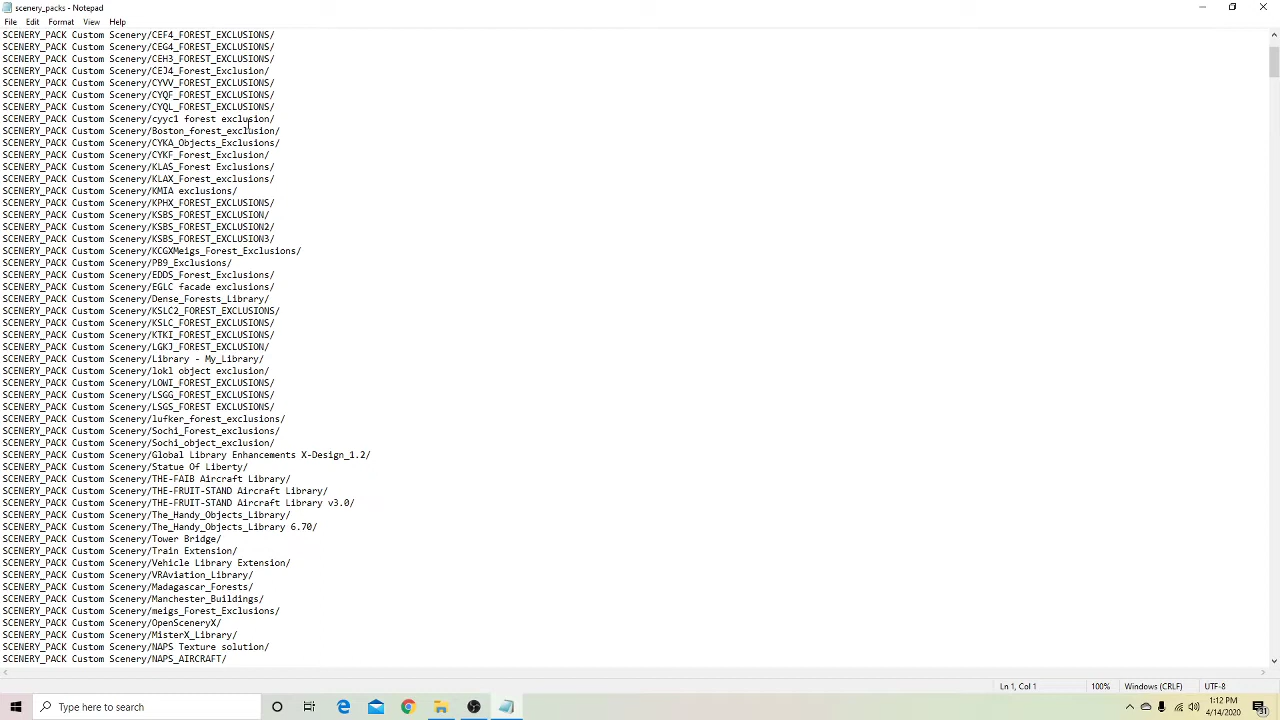 scenery_packs - Notepad
File Edit Format View Help
SCENERY_PACK Custom Scenery/CEF4_FOREST_EXCLUSIONS/
SCENERY_PACK Custom Scenery/CEG4_FOREST_EXCLUSIONS/
SCENERY_PACK Custom Scenery/CEH3_FOREST_EXCLUSIONS/
SCENERY_PACK Custom Scenery/CEJ4_Forest_Exclusion/
SCENERY_PACK Custom Scenery/CYVV_FOREST_EXCLUSIONS/
SCENERY_PACK Custom Scenery/CYQF_FOREST_EXCLUSIONS/
SCENERY_PACK Custom Scenery/CYQL_FOREST_EXCLUSIONS/
SCENERY_PACK Custom Scenery/cyyc1 forest exclusion/
SCENERY_PACK Custom Scenery/Boston_forest_exclusion/
SCENERY_PACK Custom Scenery/CYKA_Objects_Exclusions/
SCENERY_PACK Custom Scenery/CYKF_Forest_Exclusion/
SCENERY_PACK Custom Scenery/KLAS_Forest Exclusions/
SCENERY_PACK Custom Scenery/KLAX_Forest_exclusions/
SCENERY_PACK Custom Scenery/KMIA exclusions/
SCENERY_PACK Custom Scenery/KPHX_FOREST_EXCLUSIONS/
SCENERY_PACK Custom Scenery/KSBS_FOREST_EXCLUSION/
SCENERY_PACK Custom Scenery/KSBS_FOREST_EXCLUSION2/
SCENERY_PACK Custom Scenery/KSBS_FOREST_EXCLUSION3/
SCENERY_PACK Custom Scenery/KCGXMeigs_Forest_Exclusions/
SCENERY_PACK Custom Scenery/PB9_Exclusions/
SCENERY_PACK Custom Scenery/EDDS_Forest_Exclusions/
SCENERY_PACK Custom Scenery/EGLC facade exclusions/
SCENERY_PACK Custom Scenery/Dense_Forests_Library/
SCENERY_PACK Custom Scenery/KSLC2_FOREST_EXCLUSIONS/
SCENERY_PACK Custom Scenery/KSLC_FOREST_EXCLUSIONS/
SCENERY_PACK Custom Scenery/KTKI_FOREST_EXCLUSIONS/
SCENERY_PACK Custom Scenery/LGKJ_FOREST_EXCLUSION/
SCENERY_PACK Custom Scenery/Library - My_Library/
SCENERY_PACK Custom Scenery/lokl object exclusion/
SCENERY_PACK Custom Scenery/LOWI_FOREST_EXCLUSIONS/
SCENERY_PACK Custom Scenery/LSGG_FOREST_EXCLUSIONS/
SCENERY_PACK Custom Scenery/LSGS_FOREST EXCLUSIONS/
SCENERY_PACK Custom Scenery/lufker_forest_exclusions/
SCENERY_PACK Custom Scenery/Sochi_Forest_exclusions/
SCENERY_PACK Custom Scenery/Sochi_object_exclusion/
SCENERY_PACK Custom Scenery/Global Library Enhancements X-Design_1.2/
SCENERY_PACK Custom Scenery/Statue Of Liberty/
SCENERY_PACK Custom Scenery/THE-FAIB Aircraft Library/
SCENERY_PACK Custom Scenery/THE-FRUIT-STAND Aircraft Library/
SCENERY_PACK Custom Scenery/THE-FRUIT-STAND Aircraft Library v3.0/
SCENERY_PACK Custom Scenery/The_Handy_Objects_Library/
SCENERY_PACK Custom Scenery/The_Handy_Objects_Library 6.70/
SCENERY_PACK Custom Scenery/Tower Bridge/
SCENERY_PACK Custom Scenery/Train Extension/
SCENERY_PACK Custom Scenery/Vehicle Library Extension/
SCENERY_PACK Custom Scenery/VRAviation_Library/
SCENERY_PACK Custom Scenery/Madagascar_Forests/
SCENERY_PACK Custom Scenery/Manchester_Buildings/
SCENERY_PACK Custom Scenery/meigs_Forest_Exclusions/
SCENERY_PACK Custom Scenery/OpenSceneryX/
SCENERY_PACK Custom Scenery/MisterX_Library/
SCENERY_PACK Custom Scenery/NAPS Texture solution/
SCENERY_PACK Custom Scenery/NAPS_AIRCRAFT/
Ln 1, Col 1 100% Windows (CRLF) UTF-8
Type here to search
1:12 PM
4/14/2020
31